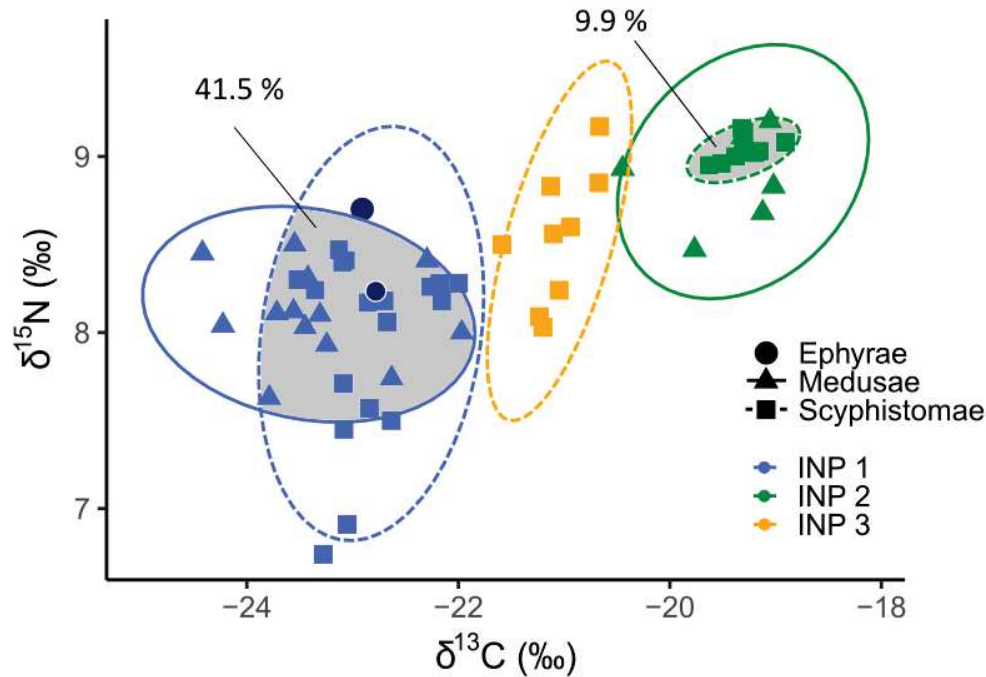 9.9 %
41.5 %
9
8
7
δ¹⁵N (‰)
Ephyrae
Medusae
Scyphistomae
INP 1
INP 2
INP 3
−24
−22
−20
−18
δ¹³C (‰)